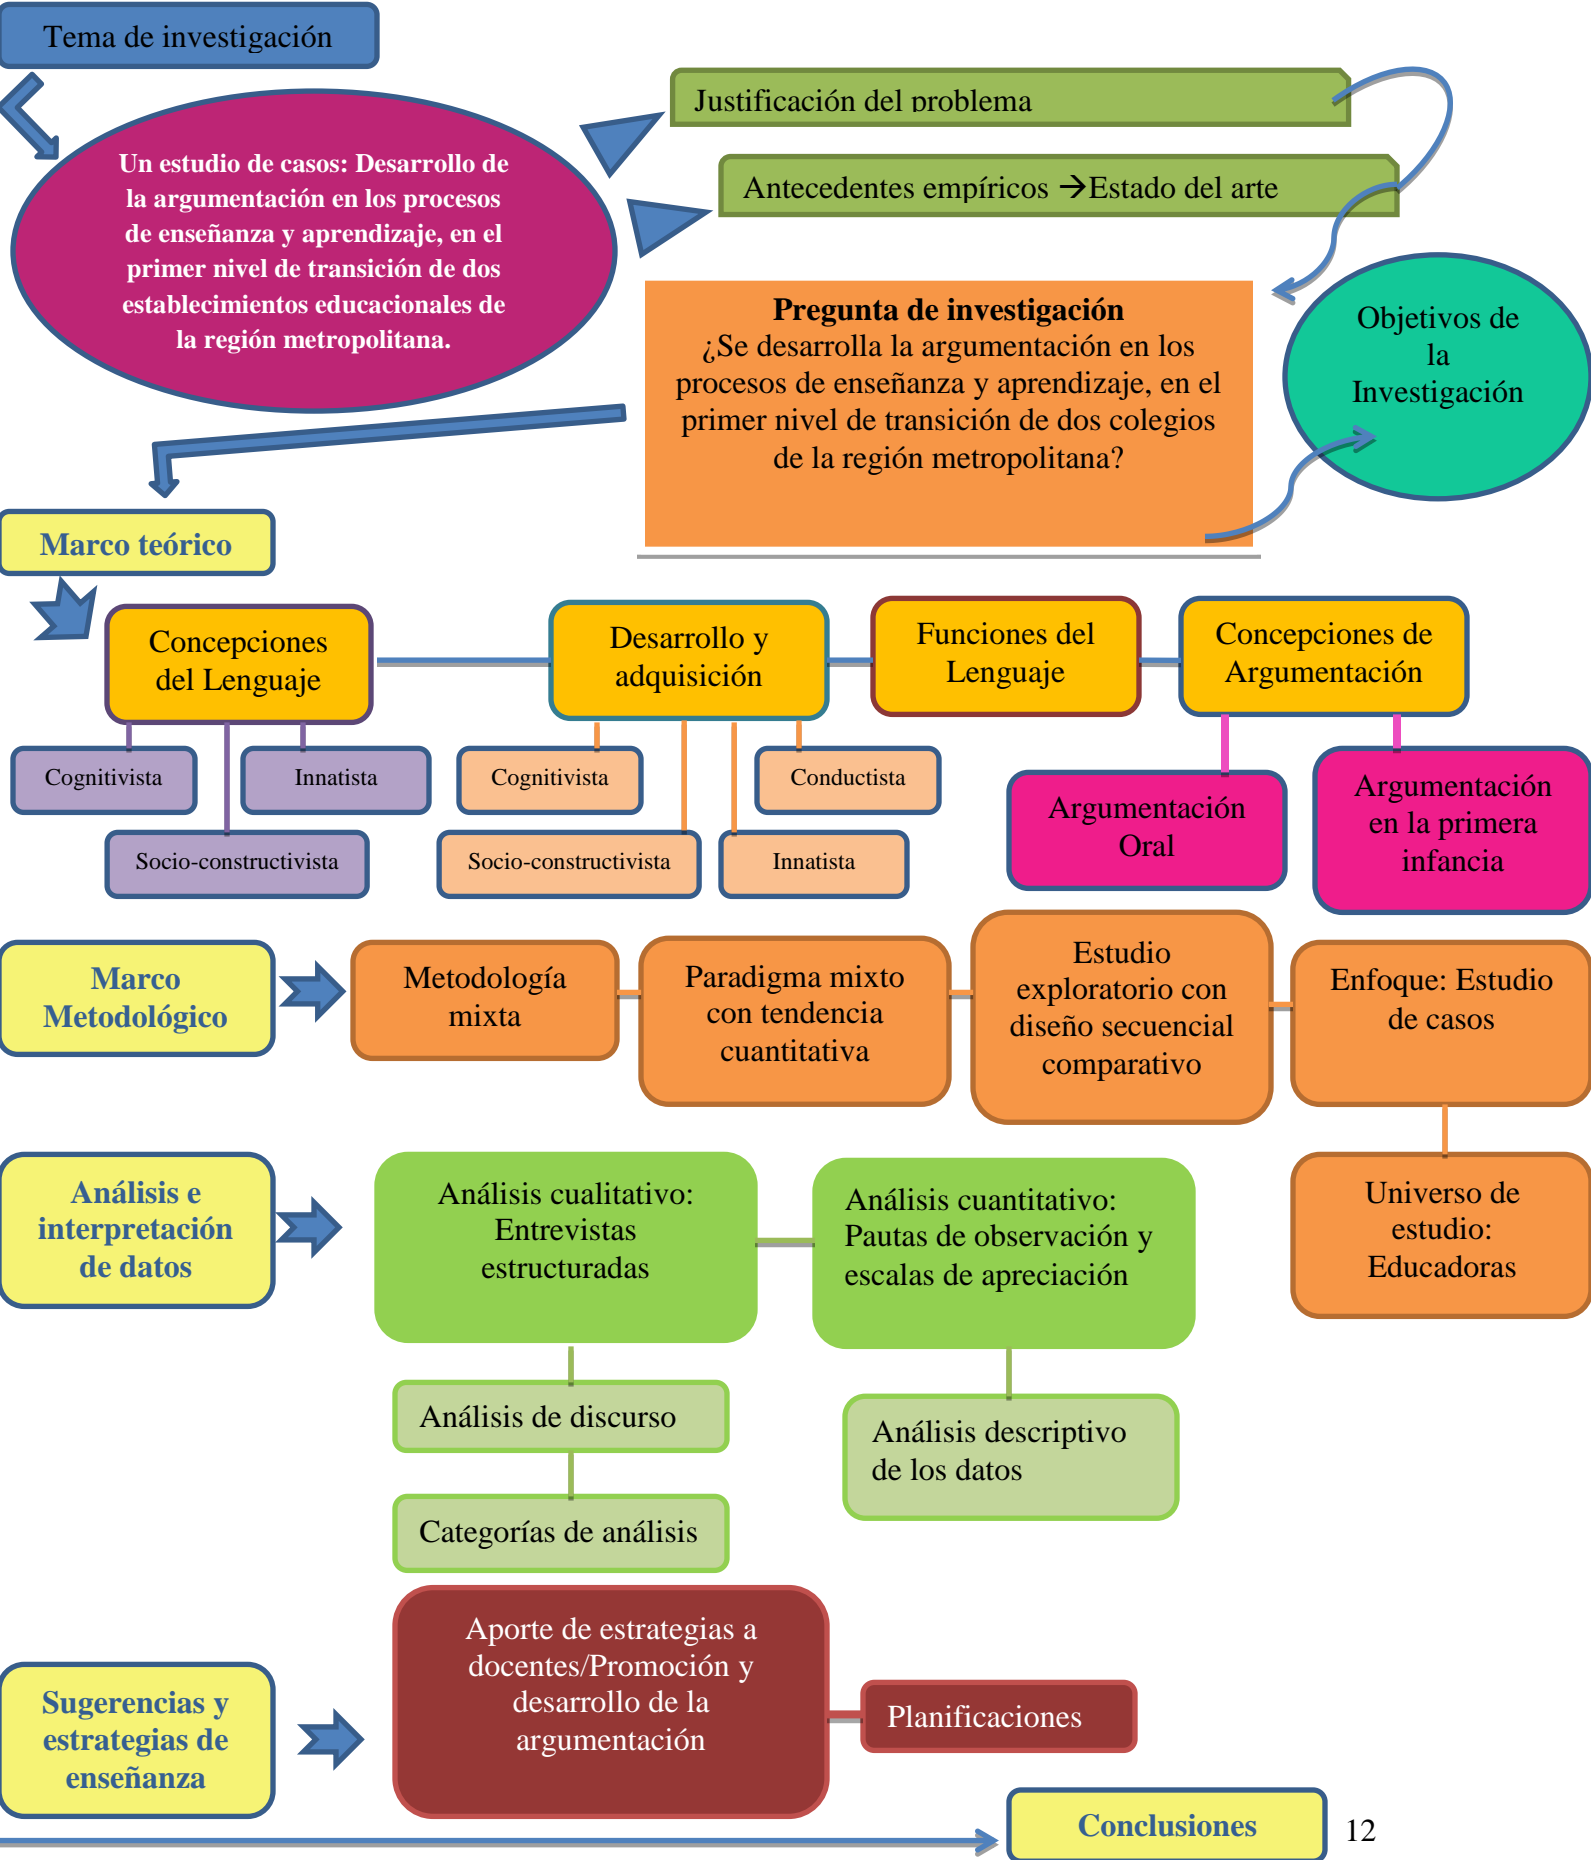 Tema de investigación
Justificación del problema
Un estudio de casos: Desarrollo de
la argumentación en los procesos
de enseñanza y aprendizaje, en el
primer nivel de transición de dos
establecimientos educacionales de
la región metropolitana.
Antecedentes empíricos →Estado del arte
Pregunta de investigación
¿Se desarrolla la argumentación en los
procesos de enseñanza y aprendizaje, en el
primer nivel de transición de dos colegios
de la región metropolitana?
Objetivos de
la
Investigación
Marco teórico
Concepciones
del Lenguaje
Desarrollo y
adquisición
Funciones del
Lenguaje
Concepciones de
Argumentación
Cognitivista
Innatista
Socio-constructivista
Cognitivista
Conductista
Socio-constructivista
Innatista
Argumentación
Oral
Argumentación
en la primera
infancia
Marco
Metodológico
Metodología
mixta
Paradigma mixto
con tendencia
cuantitativa
Estudio
exploratorio con
diseño secuencial
comparativo
Enfoque: Estudio
de casos
Universo de
estudio:
Educadoras
Análisis e
interpretación
de datos
Análisis cualitativo:
Entrevistas
estructuradas
Análisis cuantitativo:
Pautas de observación y
escalas de apreciación
Análisis de discurso
Categorías de análisis
Análisis descriptivo
de los datos
Sugerencias y
estrategias de
enseñanza
Aporte de estrategias a
docentes/Promoción y
desarrollo de la
argumentación
Planificaciones
Conclusiones
12